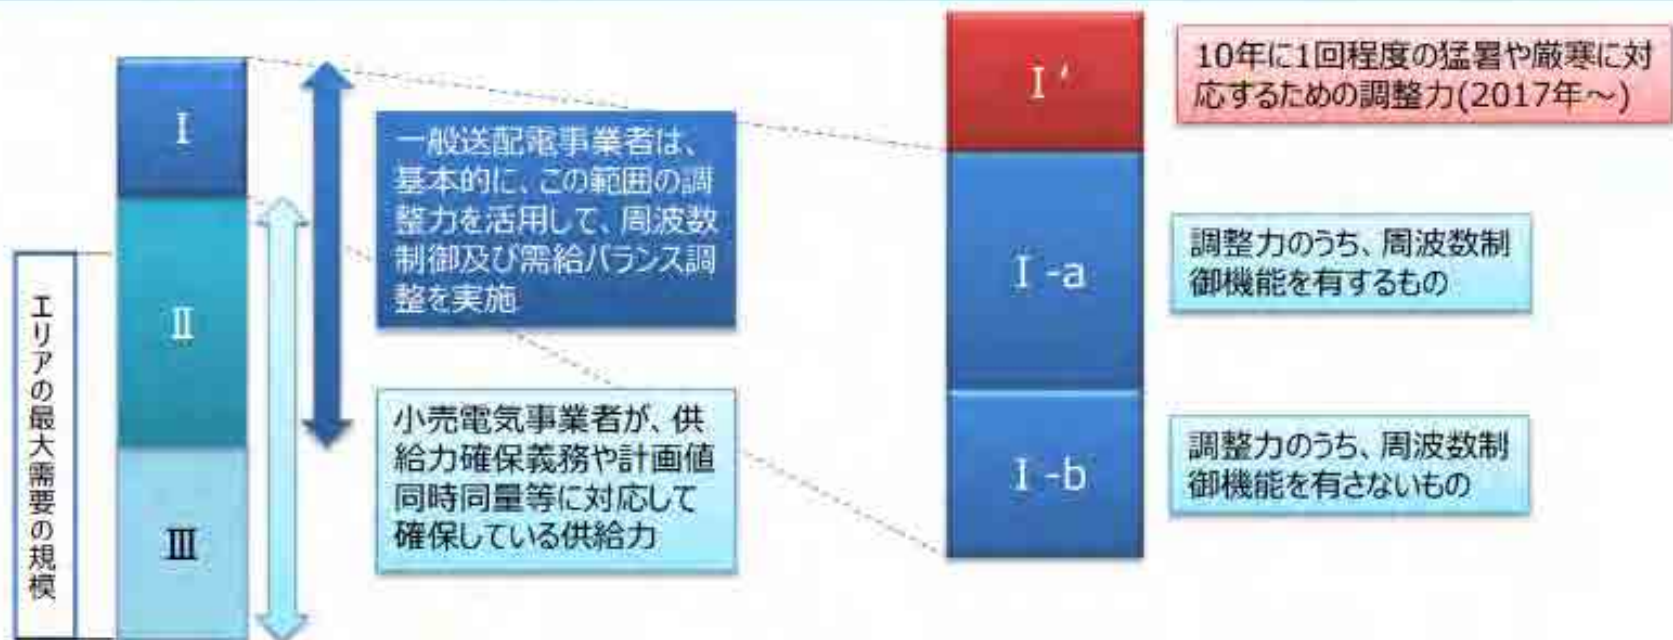 エリアの最大需要の規模
Ⅰ
Ⅱ
Ⅲ
一般送配電事業者は、
基本的に、この範囲の調
整力を活用して、周波数
制御及び需給バランス調
整を実施
小売電気事業者が、供
給力確保義務や計画値
同時同量等に対応して
確保している供給力
Ⅰ'
Ⅰ-a
Ⅰ-b
10年に1回程度の猛暑や厳寒に対
応するための調整力(2017年～)
調整力のうち、周波数制
御機能を有するもの
調整力のうち、周波数制
御機能を有さないもの